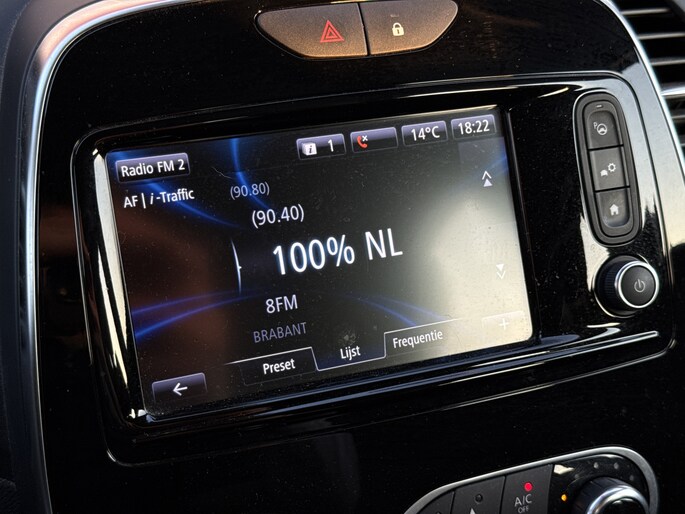 1
14°C
18:22
Radio FM 2
AF | i-Traffic
(90.80)
(90.40)
100% NL
8FM
BRABANT
Preset
Lijst
Frequentie
+
P
A/C
OFF